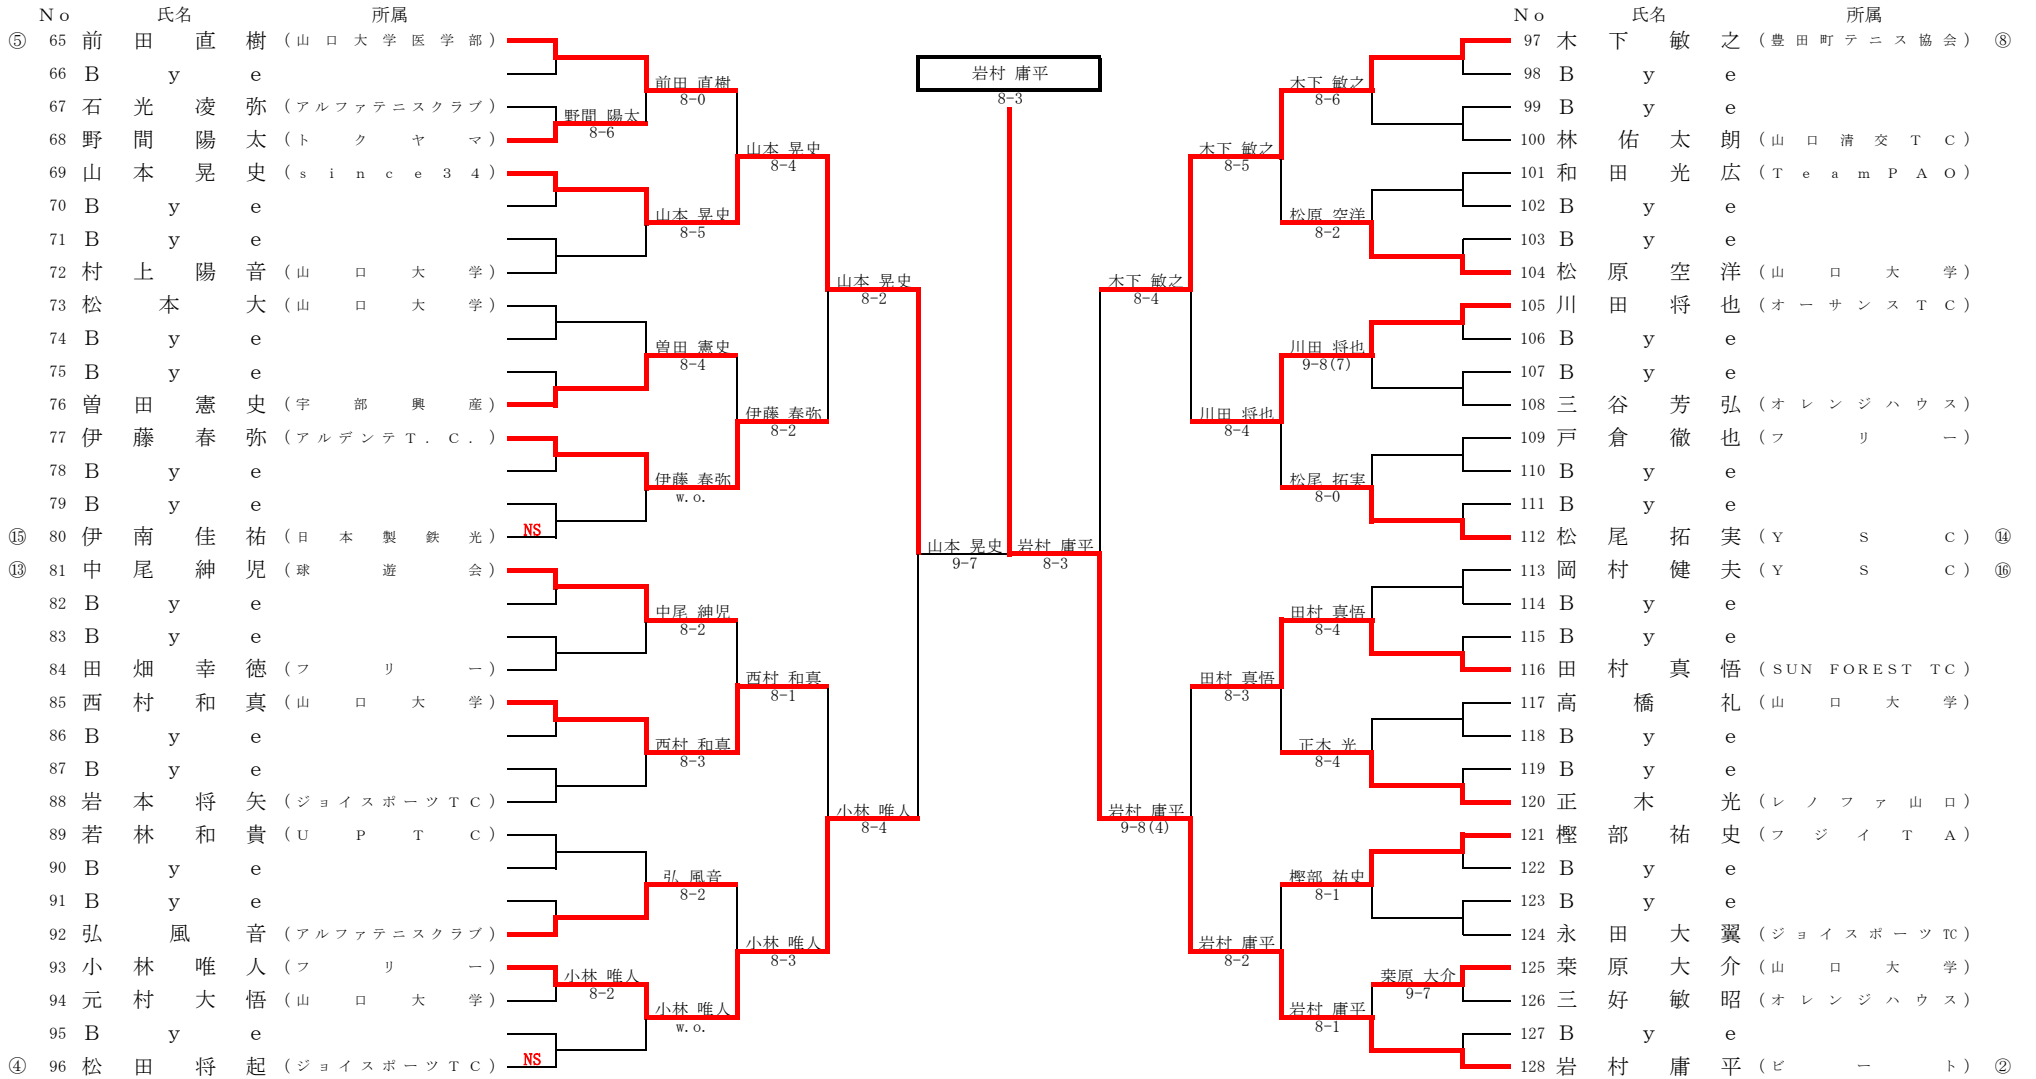 No 氏名 所属
⑤ 65 前田直樹 (山口大学医学部)
66 Bye
67 石光凌弥 (アルファテニスクラブ)
68 野間陽太 (トクヤマ)
69 山本晃史 (since34)
70 Bye
71 Bye
72 村上陽音 (山口大学)
73 松本大 (山口大学)
74 Bye
75 Bye
76 曽田憲史 (宇部興産)
77 伊藤春弥 (アルデンテT.C.)
78 Bye
79 Bye
⑮ 80 伊南佳祐 (日本製鉄光) NS
⑬ 81 中尾紳児 (球遊会)
82 Bye
83 Bye
84 田畑幸徳 (フリー)
85 西村和真 (山口大学)
86 Bye
87 Bye
88 岩本将矢 (ジョイスポーツTC)
89 若林和貴 (UPTC)
90 Bye
91 Bye
92 弘風音 (アルファテニスクラブ)
93 小林唯人 (フリー)
94 元村大悟 (山口大学)
95 Bye
④ 96 松田将起 (ジョイスポーツTC) NS
野間 陽太
8-6
小林 唯人
8-2
前田 直樹
8-0
山本 晃史
8-5
曽田 憲史
8-4
伊藤 春弥
w.o.
中尾 紳児
8-2
西村 和真
8-3
弘 風音
8-2
小林 唯人
w.o.
山本 晃史
8-4
伊藤 春弥
8-2
西村 和真
8-1
小林 唯人
8-3
山本 晃史
8-2
小林 唯人
8-4
山本 晃史
9-7
岩村 庸平
8-3
岩村 庸平
8-3
木下 敏之
8-4
岩村 庸平
9-8(4)
木下 敏之
8-5
川田 将也
8-4
田村 真悟
8-3
岩村 庸平
8-2
木下 敏之
8-6
松原 空洋
8-2
川田 将也
9-8(7)
松尾 拓実
8-0
田村 真悟
8-4
正木 光
8-4
樫部 祐史
8-1
岩村 庸平
8-1
桒原 大介
9-7
No 氏名 所属
97 木下敏之 (豊田町テニス協会) ⑧
98 Bye
99 Bye
100 林佑太朗 (山口清交TC)
101 和田光広 (TeamPAO)
102 Bye
103 Bye
104 松原空洋 (山口大学)
105 川田将也 (オーサンスTC)
106 Bye
107 Bye
108 三谷芳弘 (オレンジハウス)
109 戸倉徹也 (フリー)
110 Bye
111 Bye
112 松尾拓実 (YSC) ⑭
113 岡村健夫 (YSC) ⑯
114 Bye
115 Bye
116 田村真悟 (SUN FOREST TC)
117 高橋礼 (山口大学)
118 Bye
119 Bye
120 正木光 (レノファ山口)
121 樫部祐史 (フジイTA)
122 Bye
123 Bye
124 永田大翼 (ジョイスポーツTC)
125 桒原大介 (山口大学)
126 三好敏昭 (オレンジハウス)
127 Bye
128 岩村庸平 (ビート) ②